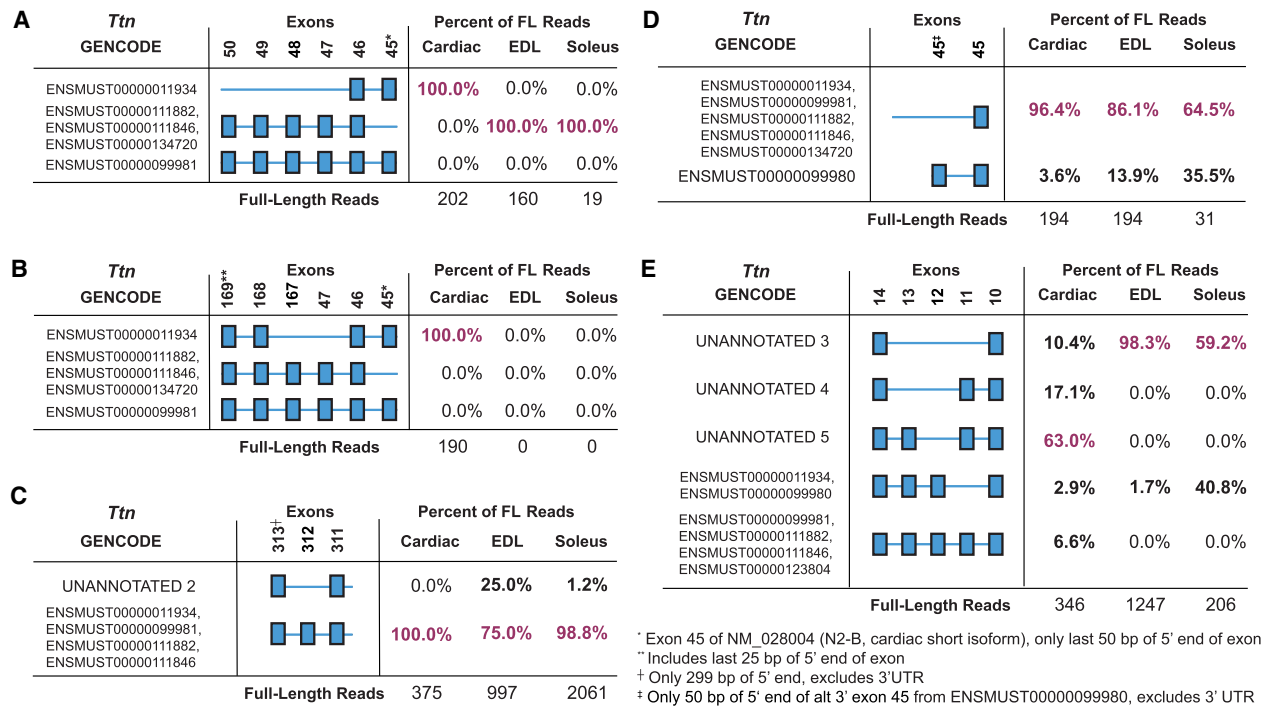 A
Ttn Exons Percent of FL Reads
GENCODE 50 49 48 47 46 45* Cardiac EDL Soleus
ENSMUST00000011934 100.0% 0.0% 0.0%
ENSMUST00000111882,
ENSMUST00000111846, 0.0% 100.0% 100.0%
ENSMUST00000134720
ENSMUST00000099981 0.0% 0.0% 0.0%
Full-Length Reads 202 160 19
B
Ttn Exons Percent of FL Reads
GENCODE 169** 168 167 47 46 45* Cardiac EDL Soleus
ENSMUST00000011934 100.0% 0.0% 0.0%
ENSMUST00000111882,
ENSMUST00000111846, 0.0% 0.0% 0.0%
ENSMUST00000134720
ENSMUST00000099981 0.0% 0.0% 0.0%
Full-Length Reads 190 0 0
C
Ttn Exons Percent of FL Reads
GENCODE 313† 312 311 Cardiac EDL Soleus
UNANNOTATED 2 0.0% 25.0% 1.2%
ENSMUST00000011934,
ENSMUST00000099981, 100.0% 75.0% 98.8%
ENSMUST00000111882,
ENSMUST00000111846
Full-Length Reads 375 997 2061
D
Ttn Exons Percent of FL Reads
GENCODE 45‡ 45 Cardiac EDL Soleus
ENSMUST00000011934,
ENSMUST00000099981, 96.4% 86.1% 64.5%
ENSMUST00000111882,
ENSMUST00000111846,
ENSMUST00000134720
ENSMUST00000099980 3.6% 13.9% 35.5%
Full-Length Reads 194 194 31
E
Ttn Exons Percent of FL Reads
GENCODE 14 13 12 11 10 Cardiac EDL Soleus
UNANNOTATED 3 10.4% 98.3% 59.2%
UNANNOTATED 4 17.1% 0.0% 0.0%
UNANNOTATED 5 63.0% 0.0% 0.0%
ENSMUST00000011934,
ENSMUST00000099980 2.9% 1.7% 40.8%
ENSMUST00000099981,
ENSMUST00000111882, 6.6% 0.0% 0.0%
ENSMUST00000111846,
ENSMUST00000123804
Full-Length Reads 346 1247 206
* Exon 45 of NM_028004 (N2-B, cardiac short isoform), only last 50 bp of 5' end of exon
** Includes last 25 bp of 5' end of exon
† Only 299 bp of 5' end, excludes 3'UTR
‡ Only 50 bp of 5‘ end of alt 3' exon 45 from ENSMUST00000099980, excludes 3' UTR